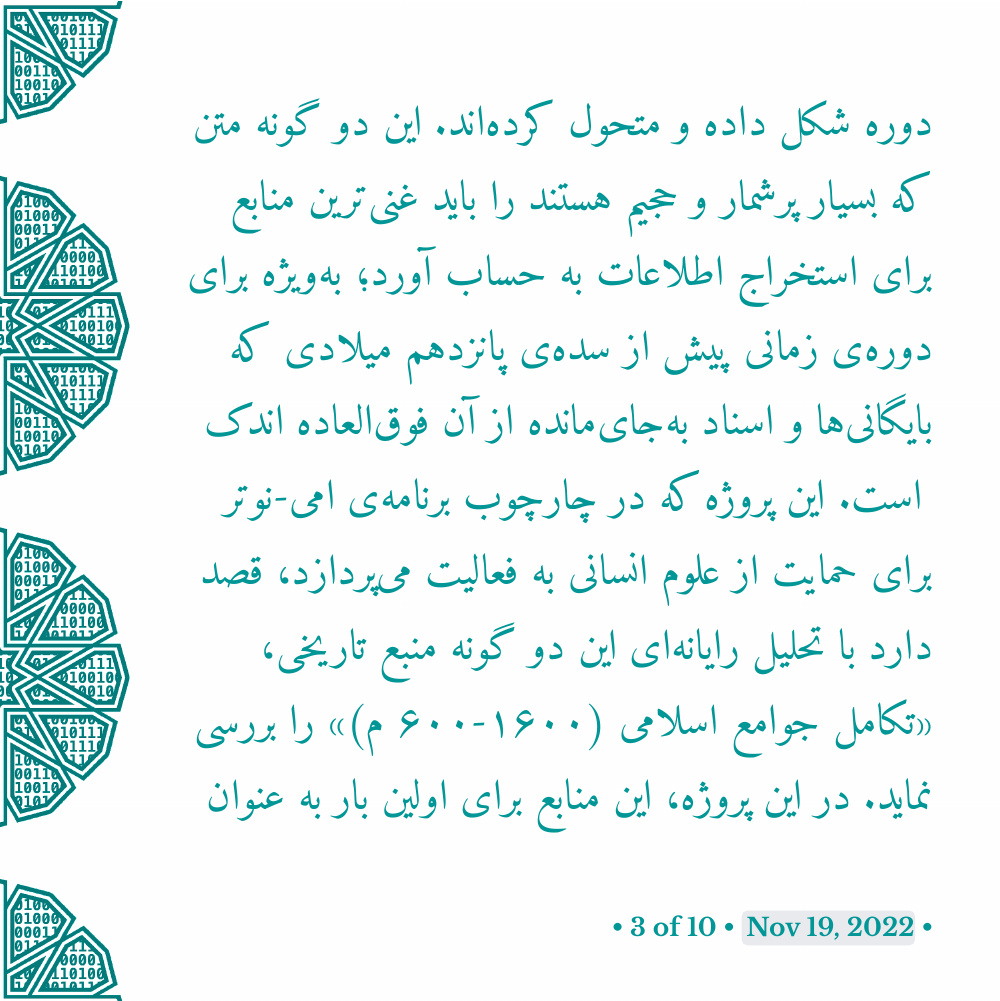 دوره شکل داده و متحول کرده‌اند. این دو گونه متن
که بسیار پرشمار و حجیم هستند را باید غنی‌ترین منابع
برای استخراج اطلاعات به حساب آورد؛ به‌ویژه برای
دوره‌ی زمانی پیش از سده‌ی پانزدهم میلادی که
بایگانی‌ها و اسناد به‌جای‌مانده از آن فوق‌العاده اندک
است. این پروژه که در چارچوب برنامه‌ی امی-نوتر
برای حمایت از علوم انسانی به فعالیت می‌پردازد، قصد
دارد با تحلیل رایانه‌ای این دو گونه منبع تاریخی،
«تکامل جوامع اسلامی (۱۶۰۰-۶۰۰ م)» را بررسی
نماید. در این پروژه، این منابع برای اولین بار به عنوان
• 3 of 10 • Nov 19, 2022 •